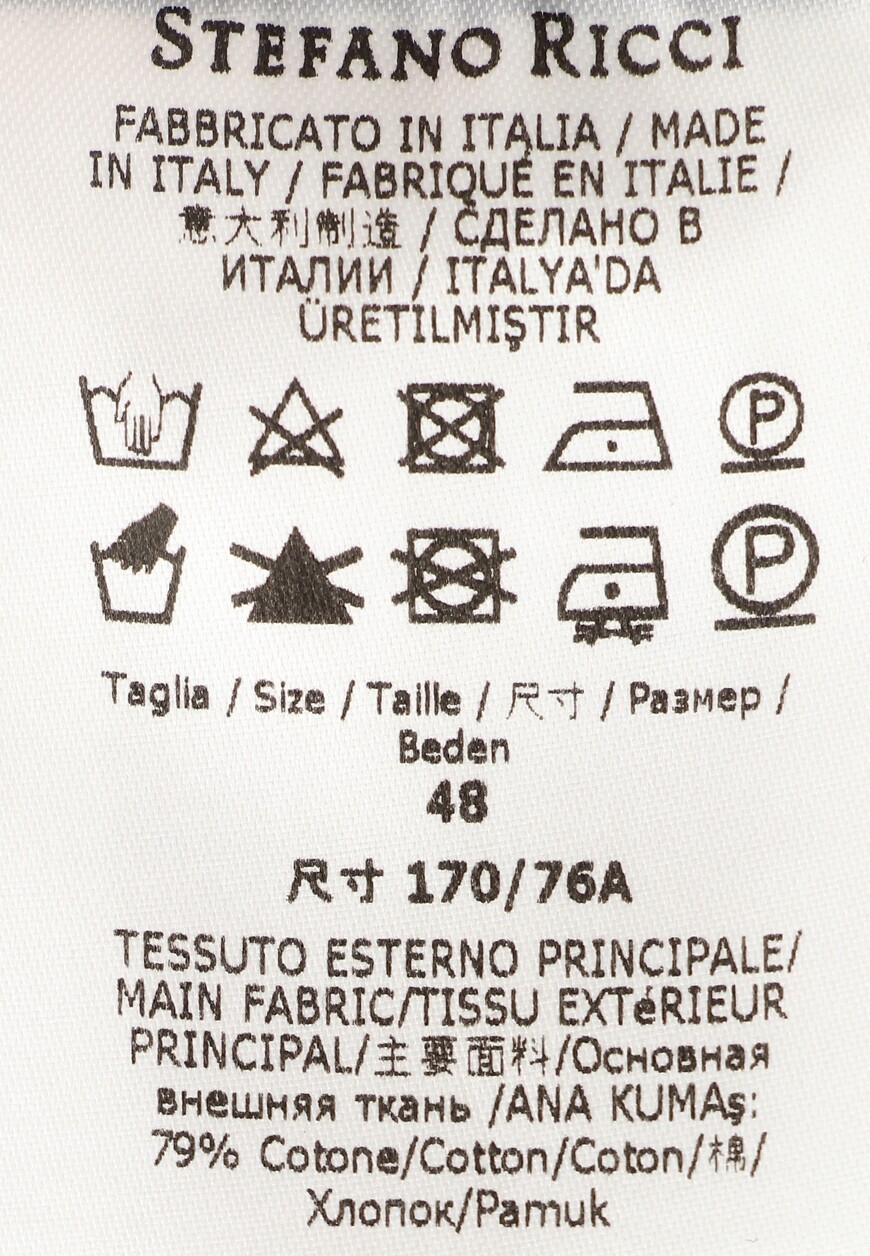 STEFANO RICCI
FABBRICATO IN ITALIA / MADE
IN ITALY / FABRIQUÉ EN ITALIE /
意大利制造 / СДЕЛАНО В
ИТАЛИИ / ITALYA'DA
ÜRETILMIŞTIR
P
P
Taglia / Size / Taille / 尺寸 / Размер /
Beden
48
尺寸 170/76A
TESSUTO ESTERNO PRINCIPALE/
MAIN FABRIC/TISSU EXTéRIEUR
PRINCIPAL/主要面料/Основная
внешняя ткань /ANA KUMAş:
79% Cotone/Cotton/Coton/棉/
Хлопок/Pamuk